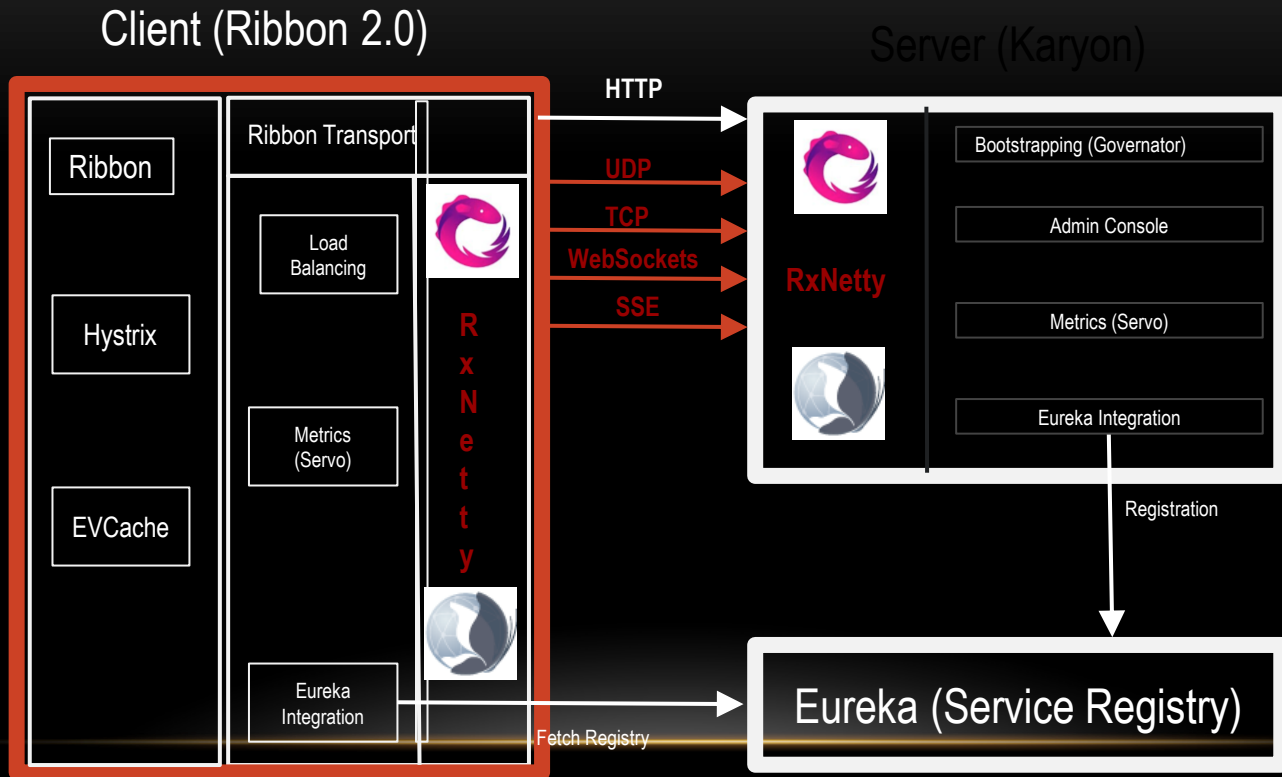 Client (Ribbon 2.0)
Server (Karyon)
Ribbon
Hystrix
EVCache
Ribbon Transport
Load
Balancing
Metrics
(Servo)
Eureka
Integration
R
x
N
e
t
t
y
HTTP
UDP
TCP
WebSockets
SSE
Fetch Registry
RxNetty
Bootstrapping (Governator)
Admin Console
Metrics (Servo)
Eureka Integration
Registration
Eureka (Service Registry)